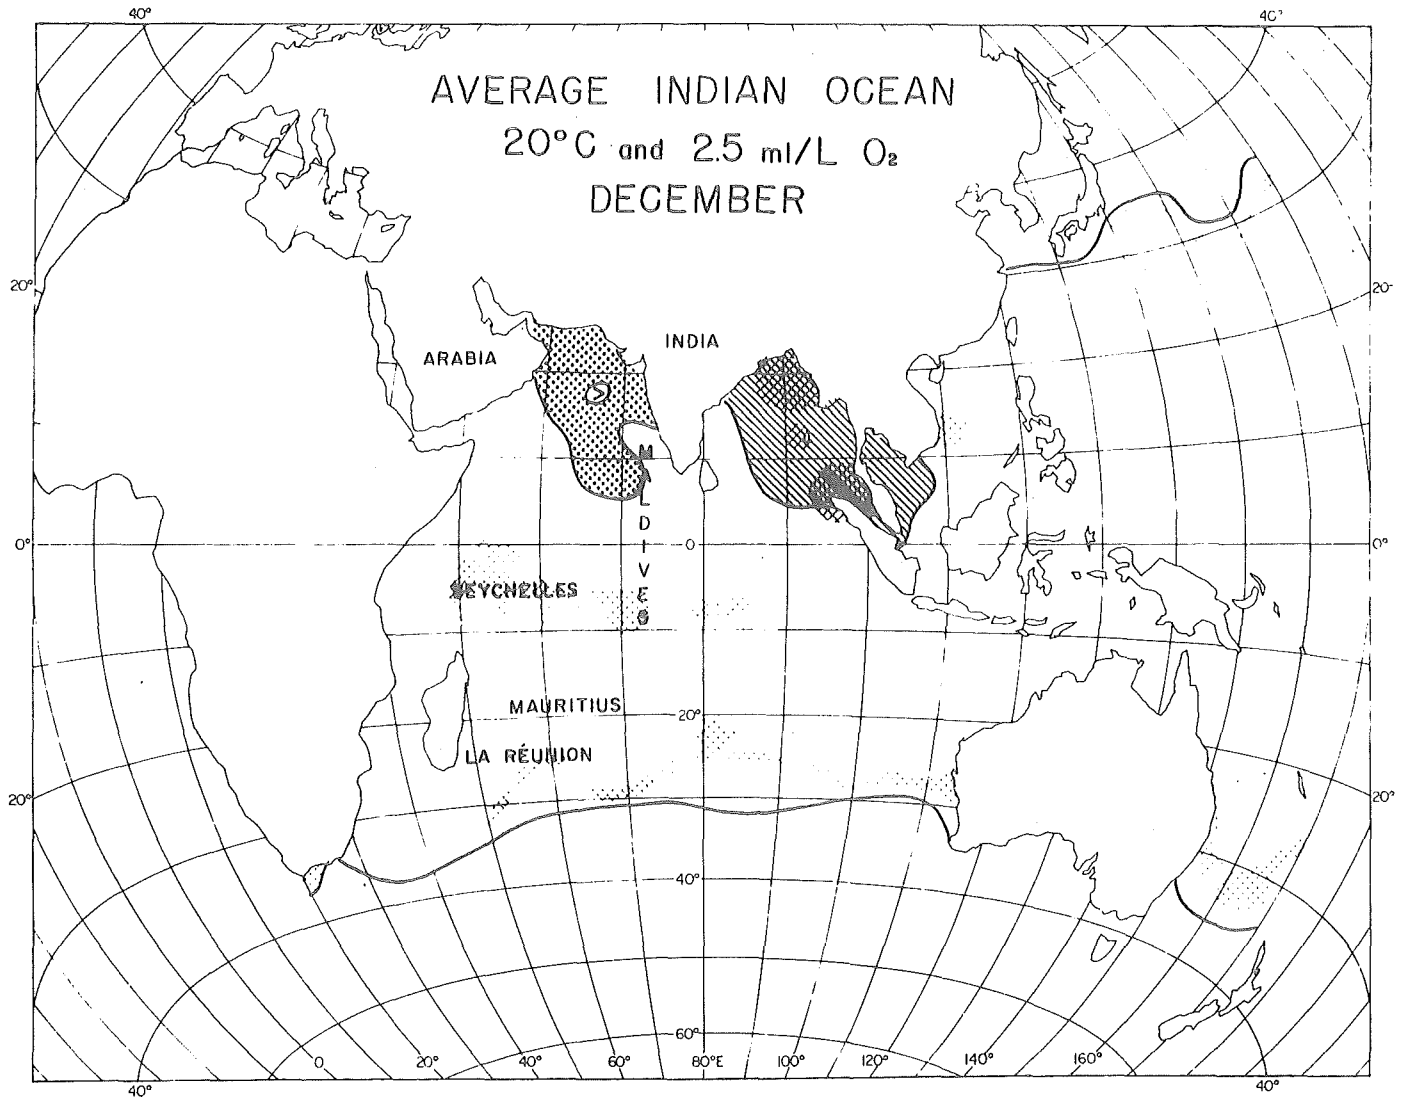 40° 40°
AVERAGE INDIAN OCEAN
20°C and 2.5 ml/L O₂
DECEMBER
20° 20°
INDIA
ARABIA
>
MALDIVES
0° 0 0°
SEYCHELLES
MAURITIUS
20°
LA RÉUNION
20° 20°
40°
60°
0 20° 40° 60° 80°E 100° 120° 140° 160°
40° 40°